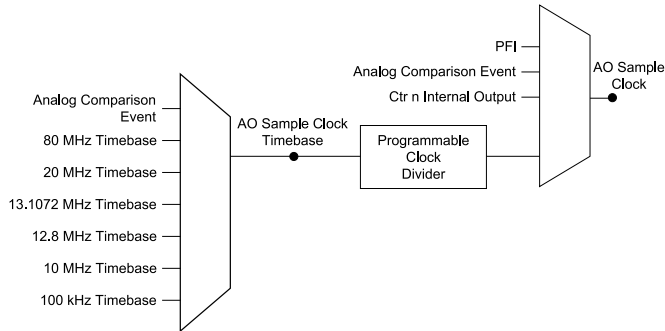 PFI
Analog Comparison Event
Ctr n Internal Output
AO Sample
Clock
Analog Comparison
Event
80 MHz Timebase
20 MHz Timebase
13.1072 MHz Timebase
12.8 MHz Timebase
10 MHz Timebase
100 kHz Timebase
AO Sample Clock
Timebase
Programmable
Clock
Divider